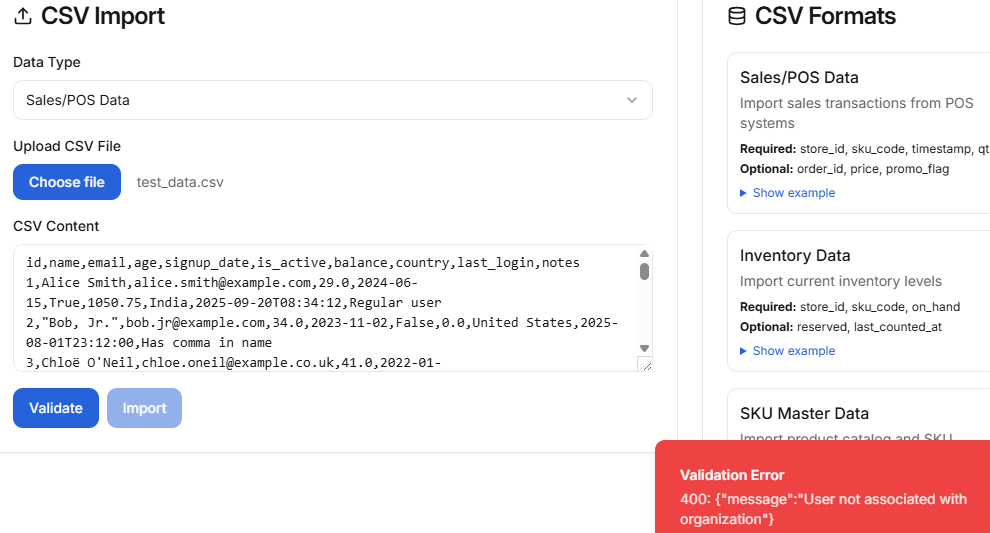 CSV Import
Data Type
Sales/POS Data
Upload CSV File
Choose file test_data.csv
CSV Content
id,name,email,age,signup_date,is_active,balance,country,last_login,notes
1,Alice Smith,alice.smith@example.com,29.0,2024-06-
15,True,1050.75,India,2025-09-20T08:34:12,Regular user
2,"Bob, Jr.",bob.jr@example.com,34.0,2023-11-02,False,0.0,United States,2025-
08-01T23:12:00,Has comma in name
3,Chloë O'Neil,chloe.oneil@example.co.uk,41.0,2022-01-
Validate Import
CSV Formats
Sales/POS Data
Import sales transactions from POS
systems
Required: store_id, sku_code, timestamp, qt
Optional: order_id, price, promo_flag
Show example
Inventory Data
Import current inventory levels
Required: store_id, sku_code, on_hand
Optional: reserved, last_counted_at
Show example
SKU Master Data
Import product catalog and SKU
Validation Error
400: {"message":"User not associated with
organization"}